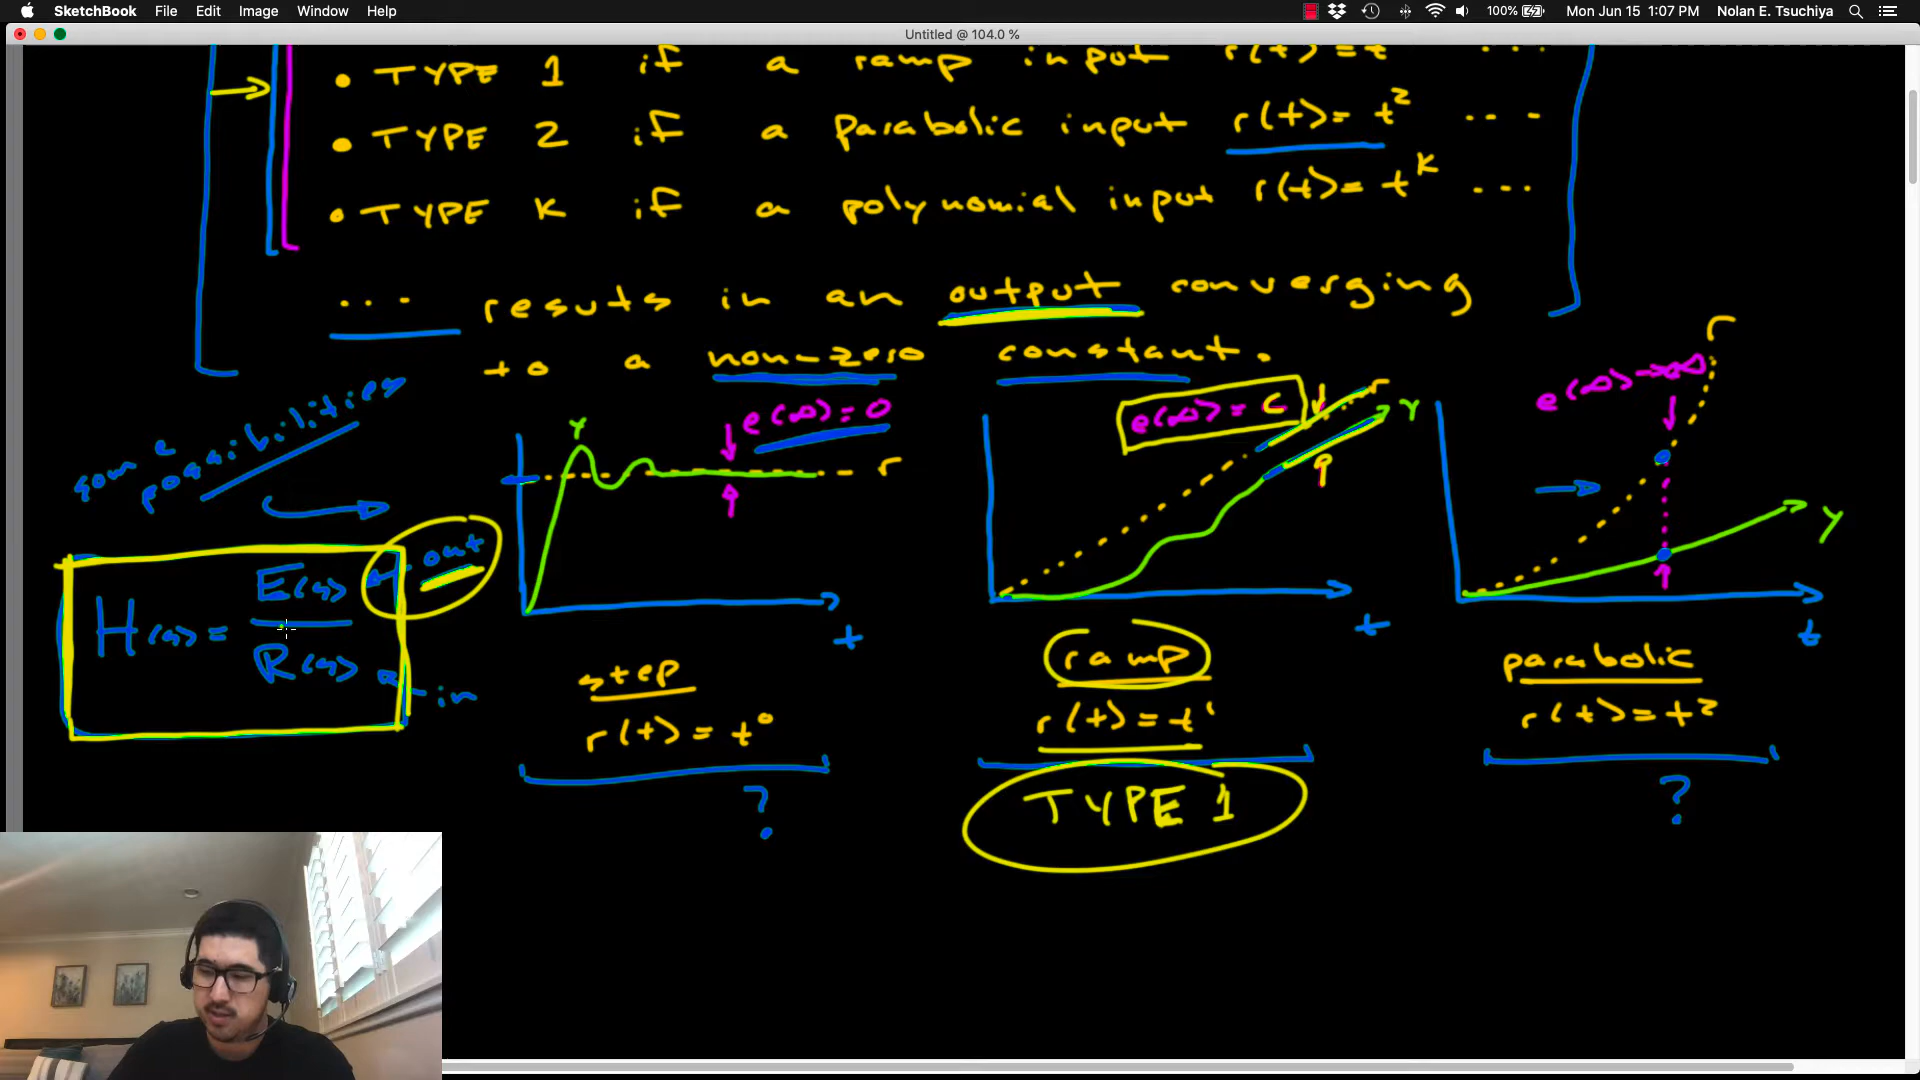 SketchBook File Edit Image Window Help 100% Mon Jun 15 1:07 PM Nolan E. Tsuchiya
Untitled @ 104.0 %
• TYPE 1 if a ramp input r(t)=t ...
• TYPE 2 if a parabolic input r(t)= t² ...
• TYPE K if a polynomial input r(t)= t^K ...
... resuts in an output converging
to a non-zero constant.
some
possibilities
H(s)= E(s)/R(s)
out
in
Y
e(∞)=0
r
t
step
r(t)= t⁰
?
e(∞)= C
r
Y
t
ramp
r(t)= t¹
TYPE 1
r
e(∞)→∞
Y
t
parabolic
r(t)=t²
?